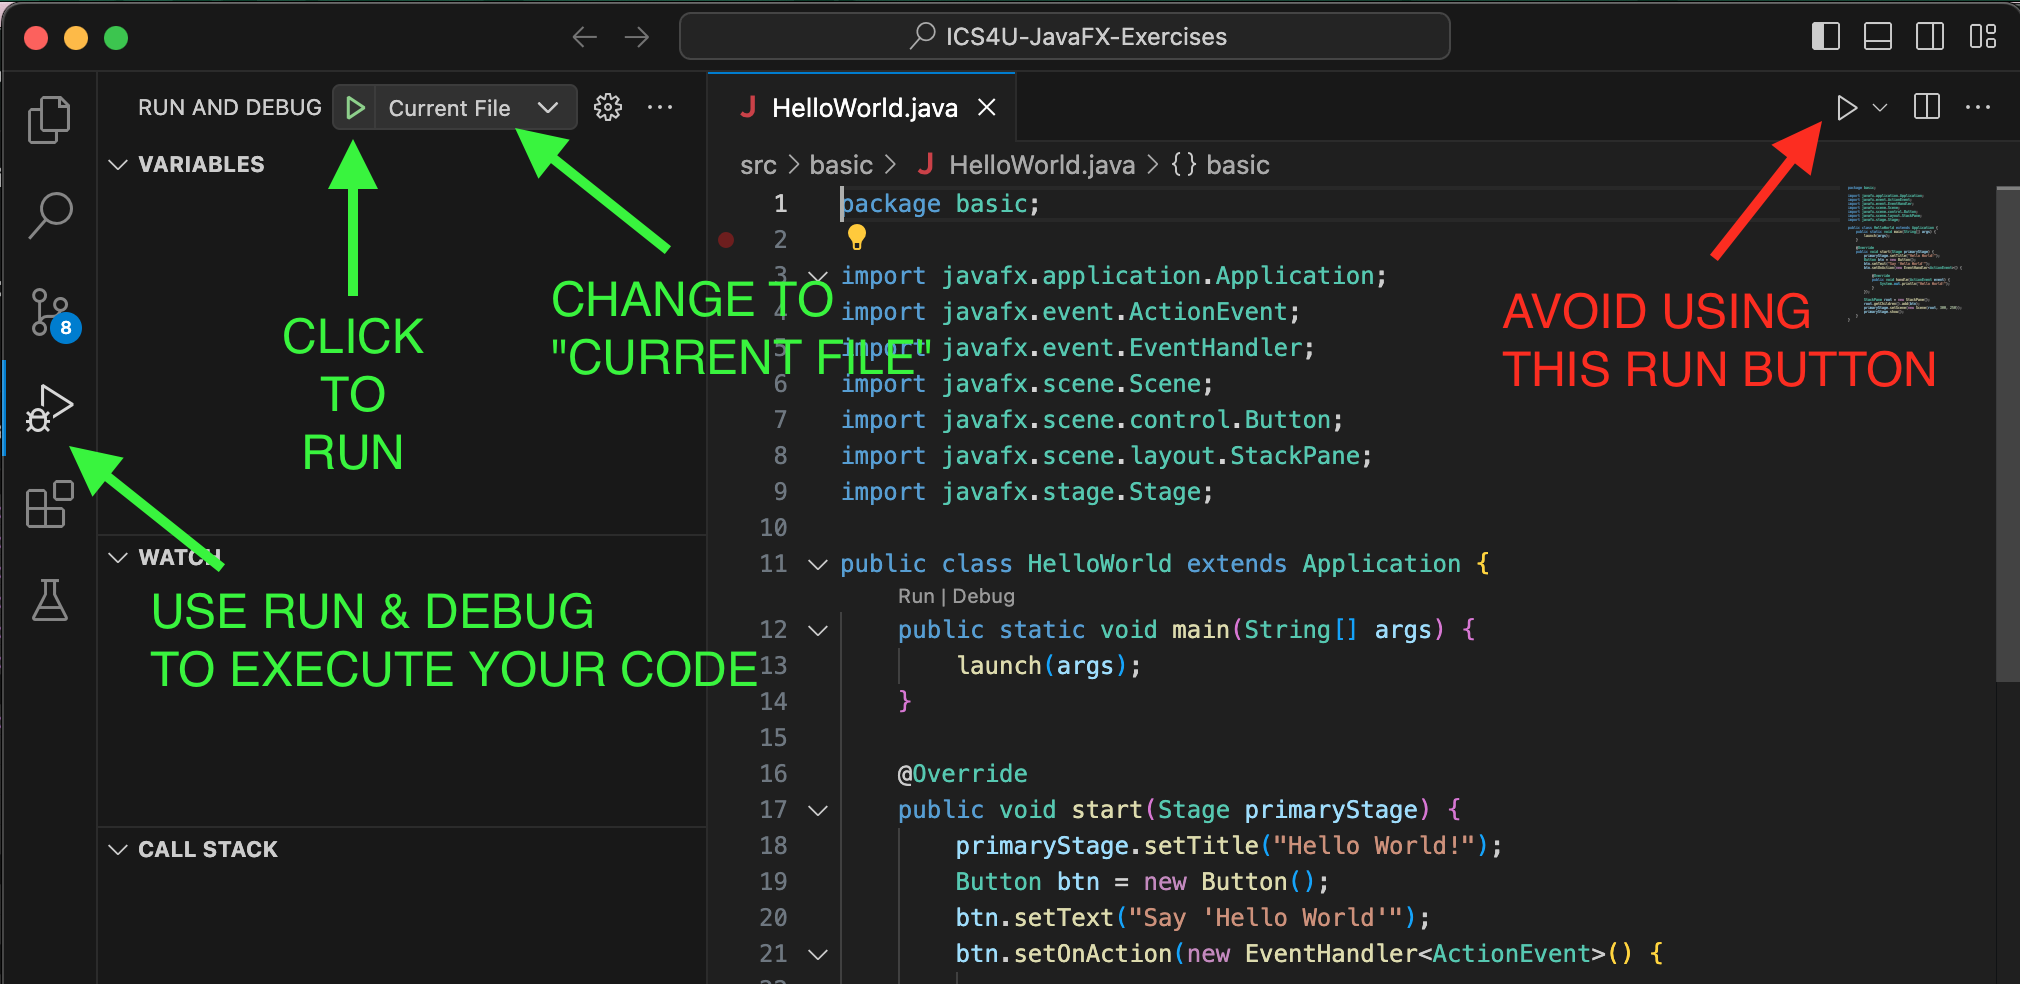 ICS4U-JavaFX-Exercises
RUN AND DEBUG
Current File
HelloWorld.java
VARIABLES
src > basic > J HelloWorld.java > {} basic
1 package basic;
2
3 import javafx.application.Application;
4 import javafx.event.ActionEvent;
5 import javafx.event.EventHandler;
6 import javafx.scene.Scene;
7 import javafx.scene.control.Button;
8 import javafx.scene.layout.StackPane;
9 import javafx.stage.Stage;
10
11 public class HelloWorld extends Application {
Run | Debug
12 public static void main(String[] args) {
13 launch(args);
14 }
15
16 @Override
17 public void start(Stage primaryStage) {
18 primaryStage.setTitle("Hello World!");
19 Button btn = new Button();
20 btn.setText("Say 'Hello World'");
21 btn.setOnAction(new EventHandler<ActionEvent>() {
CLICK
TO
RUN
CHANGE TO
"CURRENT FILE"
AVOID USING
THIS RUN BUTTON
8
WATCH
USE RUN & DEBUG
TO EXECUTE YOUR CODE
CALL STACK